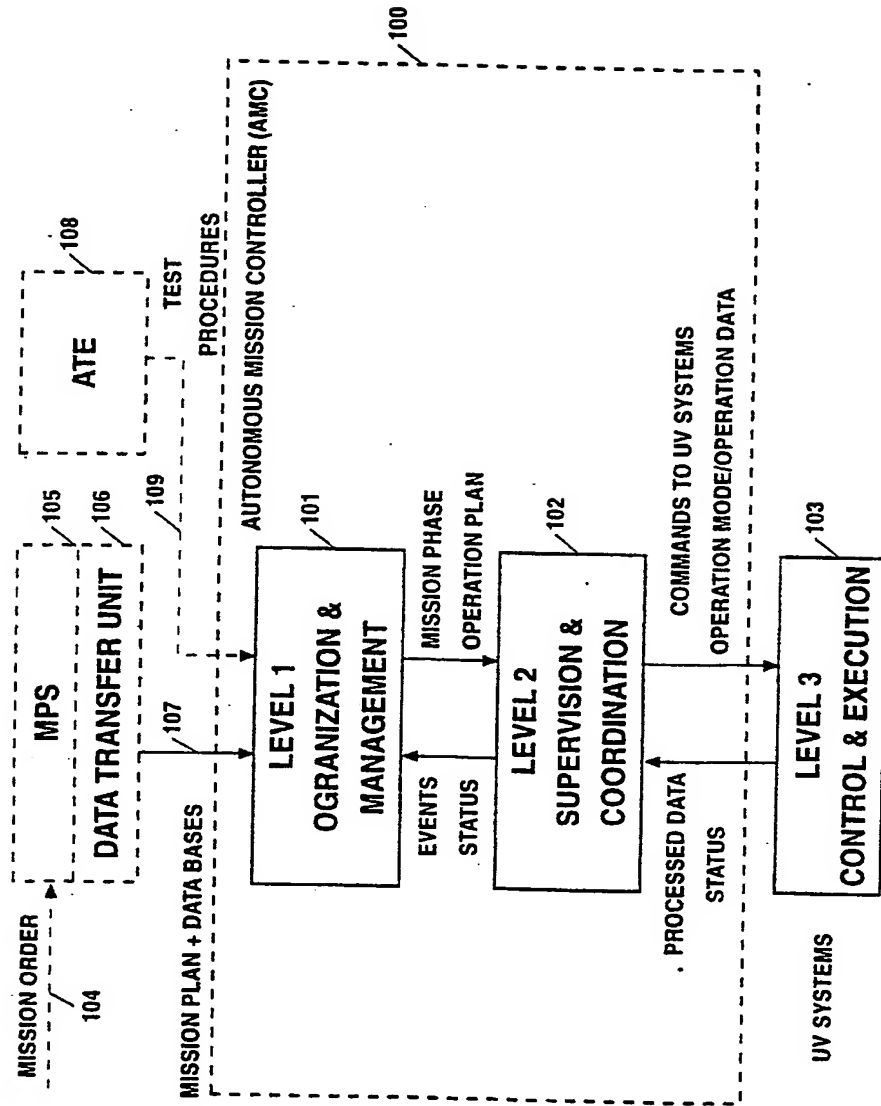 MISSION ORDER
104
MPS
105
DATA TRANSFER UNIT
106
ATE
108
107
109
TEST
PROCEDURES
MISSION PLAN + DATA BASES
AUTONOMOUS MISSION CONTROLLER (AMC)
100
101
LEVEL 1
OGRANIZATION &
MANAGEMENT
EVENTS
STATUS
MISSION PHASE
OPERATION PLAN
102
LEVEL 2
SUPERVISION &
COORDINATION
PROCESSED DATA
STATUS
COMMANDS TO UV SYSTEMS
OPERATION MODE/OPERATION DATA
UV SYSTEMS
103
LEVEL 3
CONTROL & EXECUTION